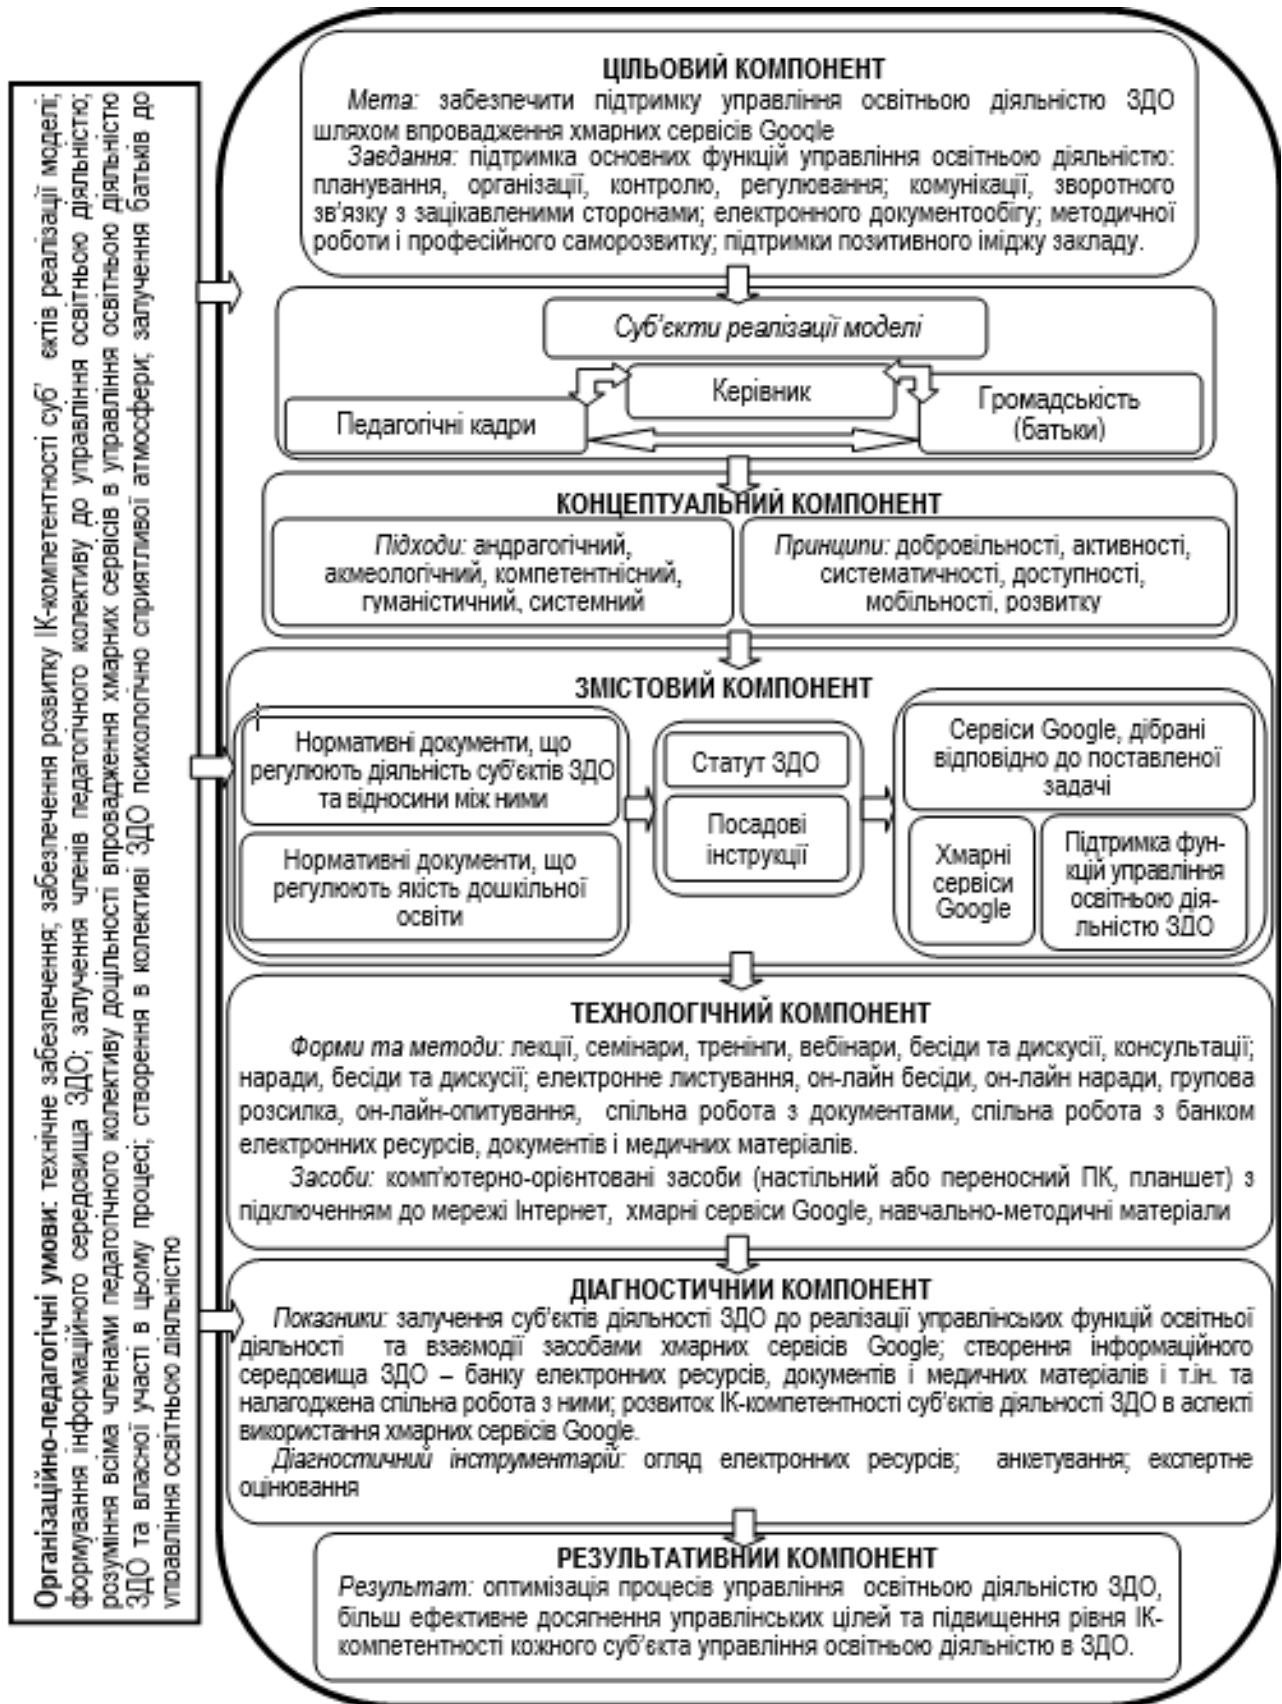 Організаційно-педагогічні умови: технічне забезпечення; забезпечення розвитку ІК-компетентності суб’ єктів реалізації моделі;
формування інформаційного середовища ЗДО; залучення членів педагогічного колективу до управління освітньою діяльністю;
розуміння всіма членами педагогічного колективу доцільності впровадження хмарних сервісів в управління освітньою діяльністю
ЗДО та власної участі в цьому процесі; створення в колективі ЗДО психологічно сприятливої атмосфери; залучення батьків до
управління освітньою діяльністю
ЦІЛЬОВИЙ КОМПОНЕНТ
Мета: забезпечити підтримку управління освітньою діяльністю ЗДО
шляхом впровадження хмарних сервісів Google
Завдання: підтримка основних функцій управління освітньою діяльністю:
планування, організації, контролю, регулювання; комунікації, зворотного
зв’язку з зацікавленими сторонами; електронного документообігу; методичної
роботи і професійного саморозвитку; підтримки позитивного іміджу закладу.
Суб’єкти реалізації моделі
Керівник
Педагогічні кадри
Громадськість
(батьки)
КОНЦЕПТУАЛЬНИЙ КОМПОНЕНТ
Підходи: андрагогічний,
акмеологічний, компетентнісний,
гуманістичний, системний
Принципи: добровільності, активності,
систематичності, доступності,
мобільності, розвитку
ЗМІСТОВИЙ КОМПОНЕНТ
Нормативні документи, що
регулюють діяльність суб’єктів ЗДО
та відносини між ними
Нормативні документи, що
регулюють якість дошкільної
освіти
Статут ЗДО
Посадові
інструкції
Сервіси Google, дібрані
відповідно до поставленої
задачі
Хмарні
сервіси
Google
Підтримка фун-
кцій управління
освітньою дія-
льністю ЗДО
ТЕХНОЛОГІЧНИЙ КОМПОНЕНТ
Форми та методи: лекції, семінари, тренінги, вебінари, бесіди та дискусії, консультації;
наради, бесіди та дискусії; електронне листування, он-лайн бесіди, он-лайн наради, групова
розсилка, он-лайн-опитування, спільна робота з документами, спільна робота з банком
електронних ресурсів, документів і медичних матеріалів.
Засоби: комп’ютерно-орієнтовані засоби (настільний або переносний ПК, планшет) з
підключенням до мережі Інтернет, хмарні сервіси Google, навчально-методичні матеріали
ДІАГНОСТИЧНИЙ КОМПОНЕНТ
Показники: залучення суб’єктів діяльності ЗДО до реалізації управлінських функцій освітньої
діяльності та взаємодії засобами хмарних сервісів Google; створення інформаційного
середовища ЗДО – банку електронних ресурсів, документів і медичних матеріалів і т.ін. та
налагоджена спільна робота з ними; розвиток ІК-компетентності суб’єктів діяльності ЗДО в аспекті
використання хмарних сервісів Google.
Діагностичний інструментарій: огляд електронних ресурсів; анкетування; експертне
оцінювання
РЕЗУЛЬТАТИВНИЙ КОМПОНЕНТ
Результат: оптимізація процесів управління освітньою діяльністю ЗДО,
більш ефективне досягнення управлінських цілей та підвищення рівня ІК-
компетентності кожного суб’єкта управління освітньою діяльністю в ЗДО.